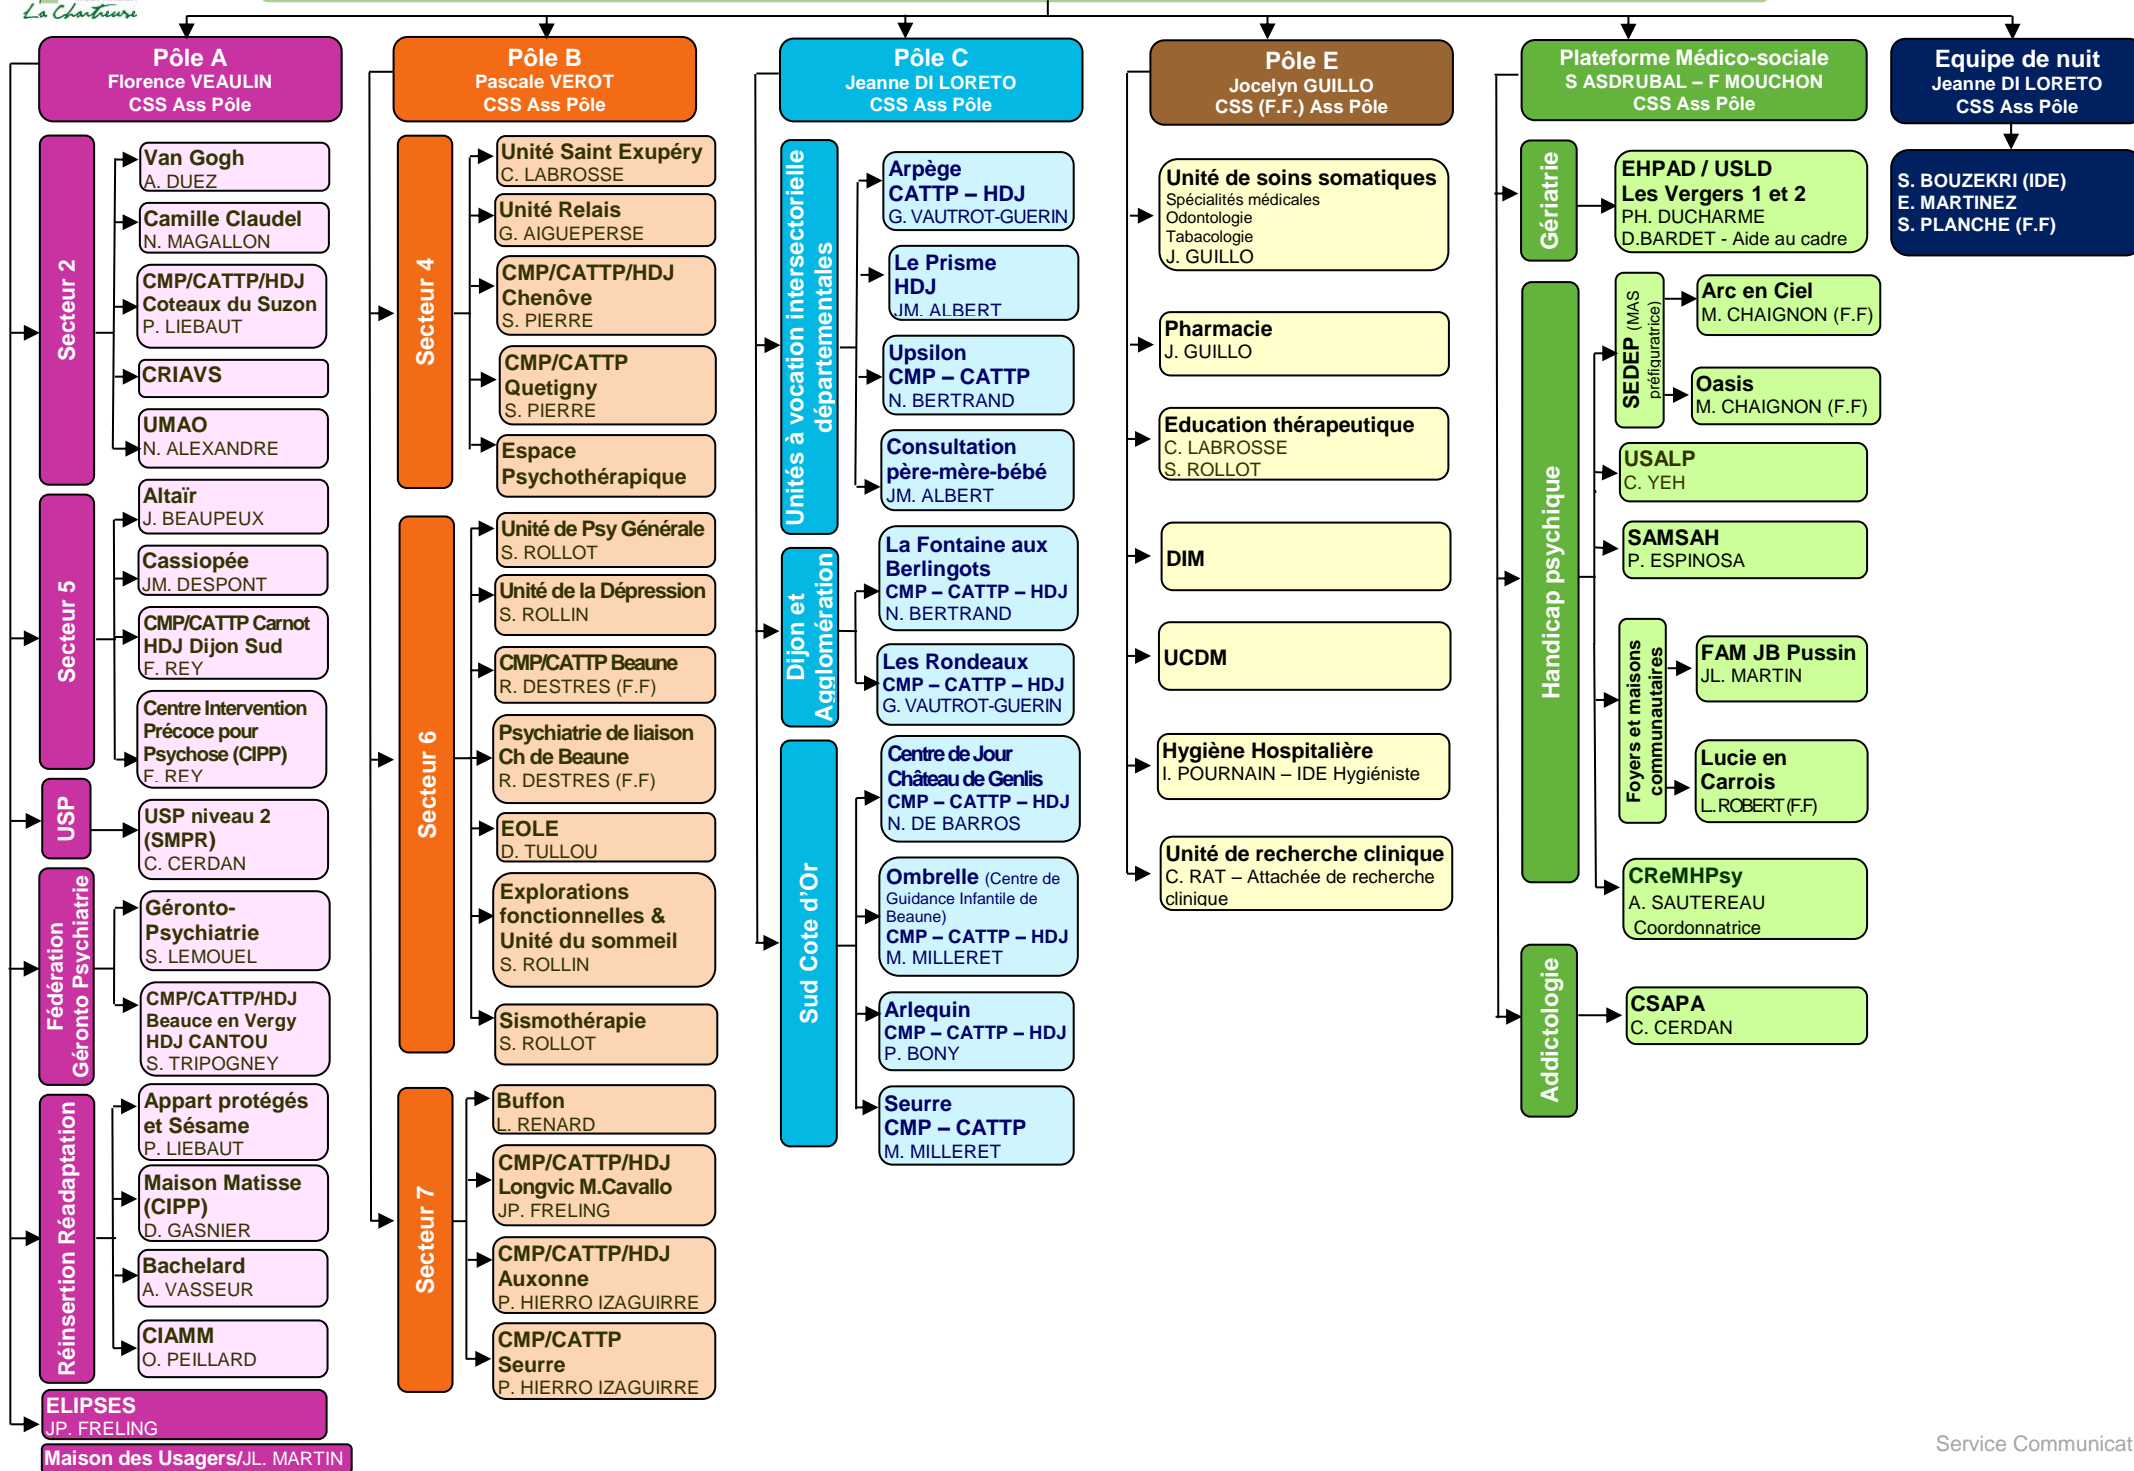 La Chartreuse
Pôle A
Florence VEAULIN
CSS Ass Pôle
Secteur 2
Van Gogh
A. DUEZ
Camille Claudel
N. MAGALLON
CMP/CATTP/HDJ
Coteaux du Suzon
P. LIEBAUT
CRIAVS
UMAO
N. ALEXANDRE
Secteur 5
Altaïr
J. BEAUPEUX
Cassiopée
JM. DESPONT
CMP/CATTP Carnot
HDJ Dijon Sud
F. REY
Centre Intervention
Précoce pour
Psychose (CIPP)
F. REY
USP
USP niveau 2
(SMPR)
C. CERDAN
Fédération
Géronto Psychiatrie
Géronto-
Psychiatrie
S. LEMOUEL
CMP/CATTP/HDJ
Beauce en Vergy
HDJ CANTOU
S. TRIPOGNEY
Réinsertion Réadaptation
Appart protégés
et Sésame
P. LIEBAUT
Maison Matisse
(CIPP)
D. GASNIER
Bachelard
A. VASSEUR
CIAMM
O. PEILLARD
ELIPSES
JP. FRELING
Maison des Usagers/JL. MARTIN
Pôle B
Pascale VEROT
CSS Ass Pôle
Secteur 4
Unité Saint Exupéry
C. LABROSSE
Unité Relais
G. AIGUEPERSE
CMP/CATTP/HDJ
Chenôve
S. PIERRE
CMP/CATTP
Quetigny
S. PIERRE
Espace
Psychothérapique
Secteur 6
Unité de Psy Générale
S. ROLLOT
Unité de la Dépression
S. ROLLIN
CMP/CATTP Beaune
R. DESTRES (F.F)
Psychiatrie de liaison
Ch de Beaune
R. DESTRES (F.F)
EOLE
D. TULLOU
Explorations
fonctionnelles &
Unité du sommeil
S. ROLLIN
Sismothérapie
S. ROLLOT
Secteur 7
Buffon
L. RENARD
CMP/CATTP/HDJ
Longvic M.Cavallo
JP. FRELING
CMP/CATTP/HDJ
Auxonne
P. HIERRO IZAGUIRRE
CMP/CATTP
Seurre
P. HIERRO IZAGUIRRE
Pôle C
Jeanne DI LORETO
CSS Ass Pôle
Unités à vocation intersectorielle
départementales
Arpège
CATTP – HDJ
G. VAUTROT-GUERIN
Le Prisme
HDJ
JM. ALBERT
Upsilon
CMP – CATTP
N. BERTRAND
Consultation
père-mère-bébé
JM. ALBERT
Dijon et
Agglomération
La Fontaine aux
Berlingots
CMP – CATTP – HDJ
N. BERTRAND
Les Rondeaux
CMP – CATTP – HDJ
G. VAUTROT-GUERIN
Sud Cote d'Or
Centre de Jour
Château de Genlis
CMP – CATTP – HDJ
N. DE BARROS
Ombrelle (Centre de
Guidance Infantile de
Beaune)
CMP – CATTP – HDJ
M. MILLERET
Arlequin
CMP – CATTP – HDJ
P. BONY
Seurre
CMP – CATTP
M. MILLERET
Pôle E
Jocelyn GUILLO
CSS (F.F.) Ass Pôle
Unité de soins somatiques
Spécialités médicales
Odontologie
Tabacologie
J. GUILLO
Pharmacie
J. GUILLO
Education thérapeutique
C. LABROSSE
S. ROLLOT
DIM
UCDM
Hygiène Hospitalière
I. POURNAIN – IDE Hygiéniste
Unité de recherche clinique
C. RAT – Attachée de recherche
clinique
Plateforme Médico-sociale
S ASDRUBAL – F MOUCHON
CSS Ass Pôle
Gériatrie
EHPAD / USLD
Les Vergers 1 et 2
PH. DUCHARME
D.BARDET - Aide au cadre
Handicap psychique
SEDEP (MAS
préfiguratrice)
Arc en Ciel
M. CHAIGNON (F.F)
Oasis
M. CHAIGNON (F.F)
USALP
C. YEH
SAMSAH
P. ESPINOSA
Foyers et maisons
communautaires
FAM JB Pussin
JL. MARTIN
Lucie en
Carrois
L. ROBERT (F.F)
CReMHPsy
A. SAUTEREAU
Coordonnatrice
Addictologie
CSAPA
C. CERDAN
Equipe de nuit
Jeanne DI LORETO
CSS Ass Pôle
S. BOUZEKRI (IDE)
E. MARTINEZ
S. PLANCHE (F.F)
Service Communicat